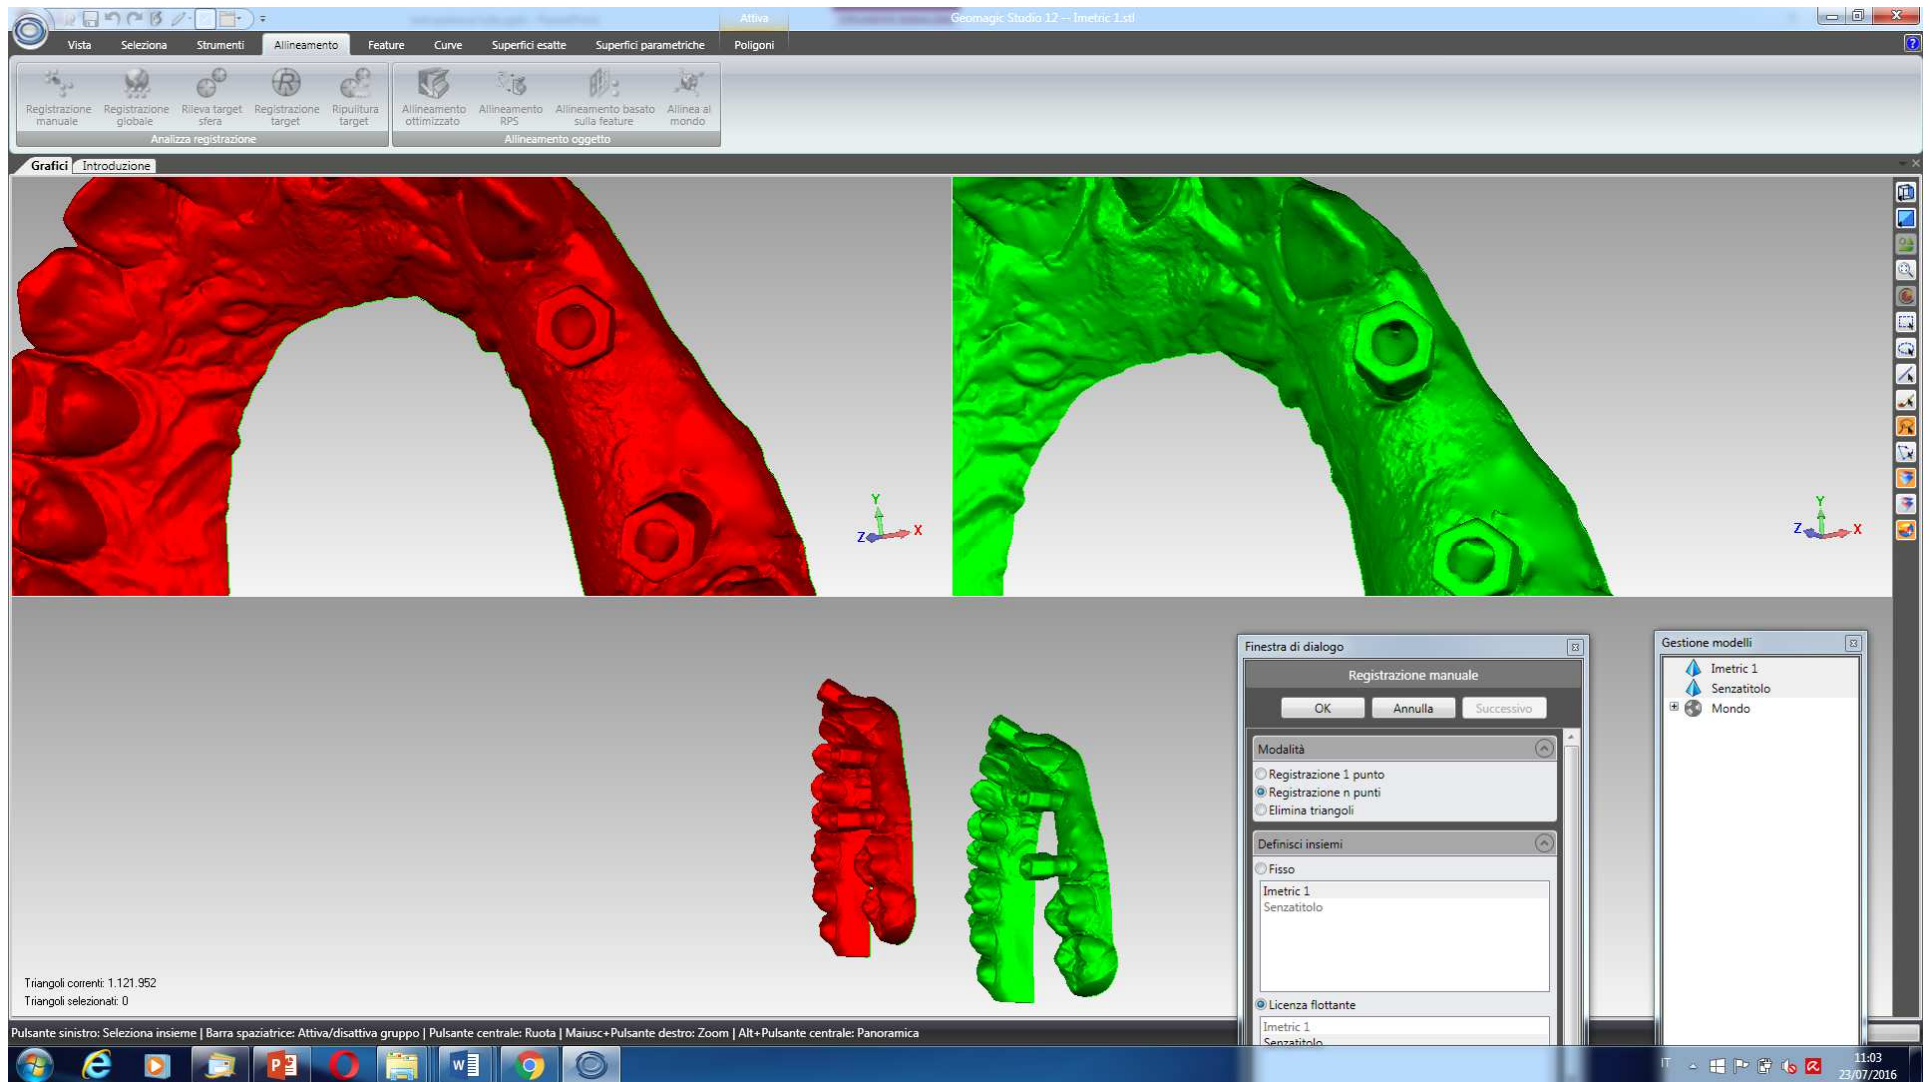 Attiva
Geomagic Studio 12 -- Imetric 1.stl
Vista
Seleziona
Strumenti
Allineamento
Feature
Curve
Superfici esatte
Superfici parametriche
Poligoni
Registrazione manuale
Registrazione globale
Rileva target sfera
Registrazione target
Ripulitura target
Allineamento ottimizzato
Allineamento RPS
Allineamento basato sulla feature
Allinea al mondo
Analizza registrazione
Allineamento oggetto
Grafici
Introduzione
Y
Z
X
Y
Z
X
Finestra di dialogo
Registrazione manuale
OK
Annulla
Successivo
Modalità
Registrazione 1 punto
Registrazione n punti
Elimina triangoli
Definisci insiemi
Fisso
Imetric 1
Senzatitolo
Licenza flottante
Imetric 1
Senzatitolo
Gestione modelli
Imetric 1
Senzatitolo
Mondo
Triangoli correnti: 1.121.952
Triangoli selezionati: 0
Pulsante sinistro: Seleziona insieme | Barra spaziatrice: Attiva/disattiva gruppo | Pulsante centrale: Ruota | Maiusc+Pulsante destro: Zoom | Alt+Pulsante centrale: Panoramica
IT
11:03
23/07/2016